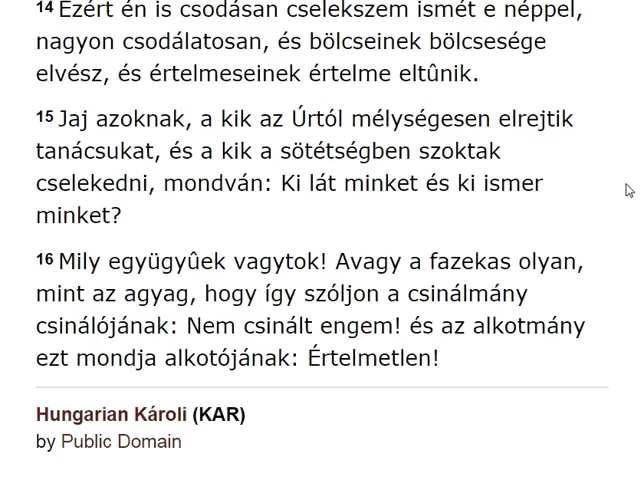 14 Ezért én is csodásan cselekszem ismét e néppel,
nagyon csodálatosan, és bölcseinek bölcsesége
elvész, és értelmeseinek értelme eltûnik.
15 Jaj azoknak, a kik az Úrtól mélységesen elrejtik
tanácsukat, és a kik a sötétségben szoktak
cselekedni, mondván: Ki lát minket és ki ismer
minket?
16 Mily együgyûek vagytok! Avagy a fazekas olyan,
mint az agyag, hogy így szóljon a csinálmány
csinálójának: Nem csinált engem! és az alkotmány
ezt mondja alkotójának: Értelmetlen!
Hungarian Károli (KAR)
by Public Domain